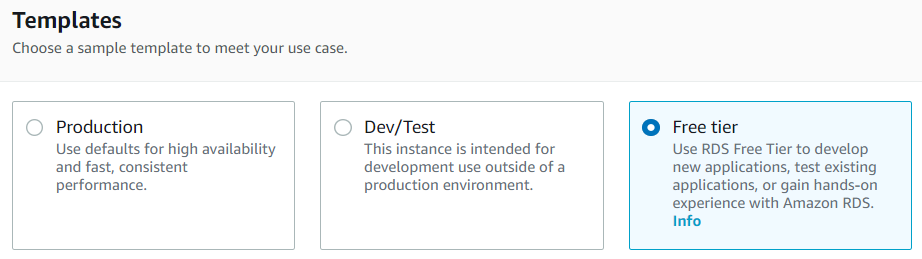 Templates
Choose a sample template to meet your use case.
Production
Use defaults for high availability
and fast, consistent
performance.
Dev/Test
This instance is intended for
development use outside of a
production environment.
Free tier
Use RDS Free Tier to develop
new applications, test existing
applications, or gain hands-on
experience with Amazon RDS.
Info